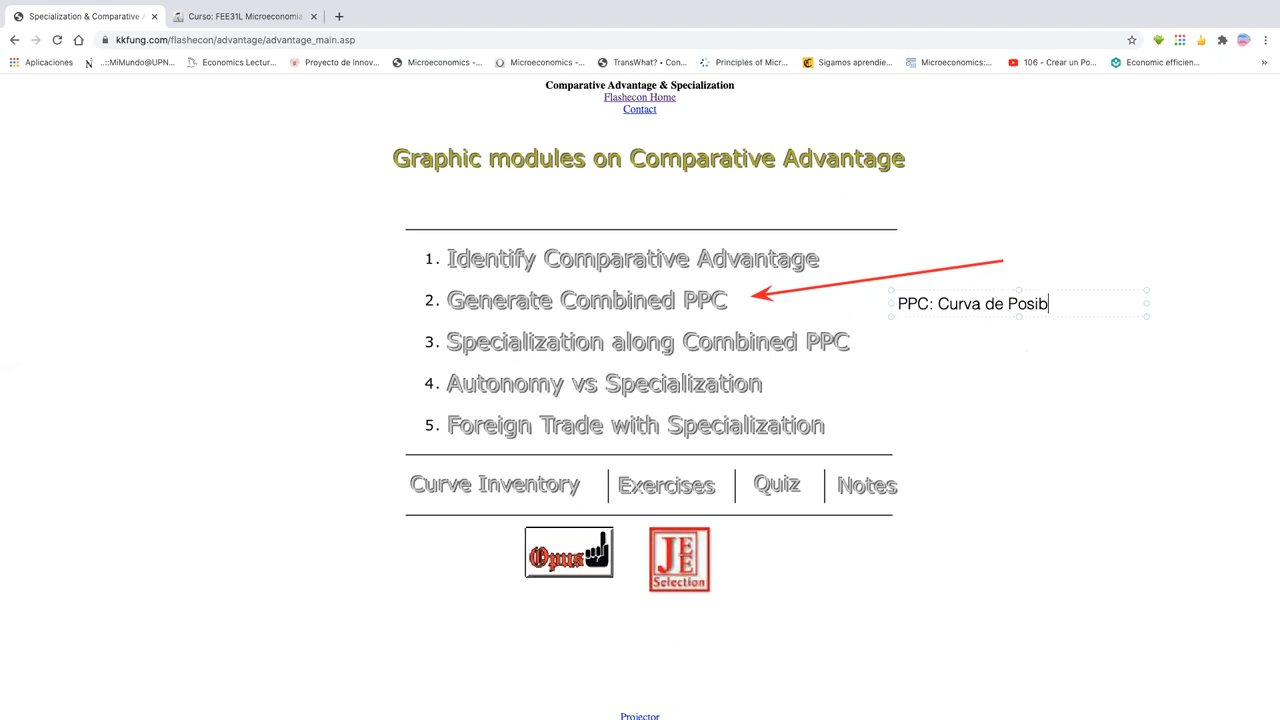 Specialization & Comparative A
Curso: FEE31L Microeconomia
kkfung.com/flashecon/advantage/advantage_main.asp
Aplicaciones
..::MiMundo@UPN...
Economics Lectur...
Proyecto de Innov...
Microeconomics -...
Microeconomics -...
TransWhat? · Con...
Principles of Micr...
Sigamos aprendie...
Microeconomics:...
106 - Crear un Po...
Economic efficien...
»
Comparative Advantage & Specialization
Flashecon Home
Contact
Graphic modules on Comparative Advantage
1. Identify Comparative Advantage
2. Generate Combined PPC
PPC: Curva de Posib
3. Specialization along Combined PPC
4. Autonomy vs Specialization
5. Foreign Trade with Specialization
Curve Inventory
Exercises
Quiz
Notes
Opus
JEE
Selection
Projector